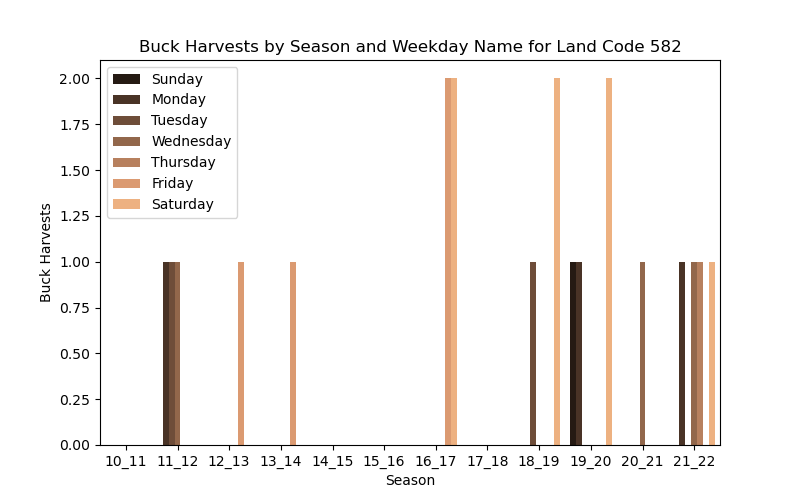 Buck Harvests by Season and Weekday Name for Land Code 582
2.00
1.75
1.50
1.25
1.00
0.75
0.50
0.25
0.00
Buck Harvests
Sunday
Monday
Tuesday
Wednesday
Thursday
Friday
Saturday
10_11 11_12 12_13 13_14 14_15 15_16 16_17 17_18 18_19 19_20 20_21 21_22
Season